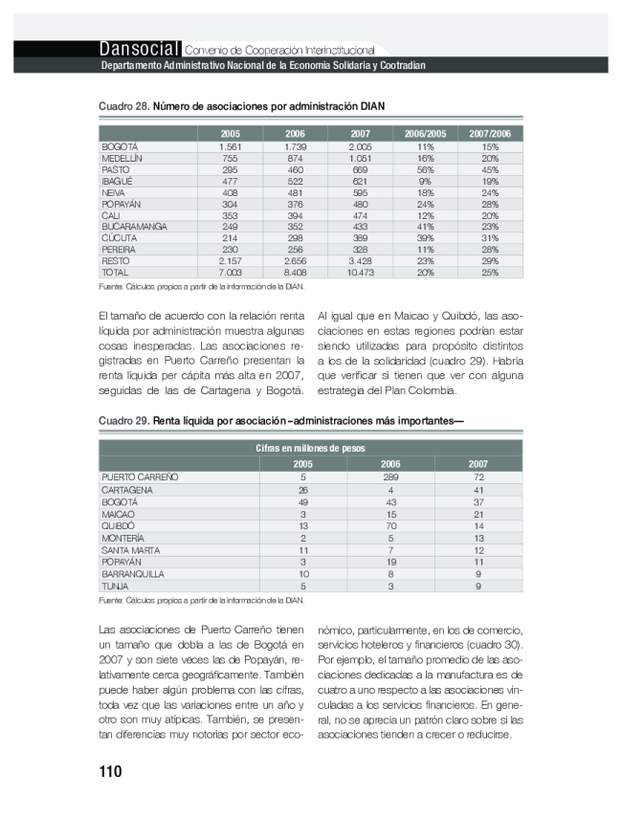 Dansocial Convenio de Cooperación Interinstitucional
Departamento Administrativo Nacional de la Economía Solidaria y Cootradian
Cuadro 28. Número de asociaciones por administración DIAN
2005 2006 2007 2006/2005 2007/2006
BOGOTÁ 1.561 1.739 2.005 11% 15%
MEDELLÍN 755 874 1.051 16% 20%
PASTO 295 460 669 56% 45%
IBAGUÉ 477 522 621 9% 19%
NEIVA 408 481 595 18% 24%
POPAYÁN 304 376 480 24% 28%
CALI 353 394 474 12% 20%
BUCARAMANGA 249 352 433 41% 23%
CÚCUTA 214 298 389 39% 31%
PEREIRA 230 256 328 11% 28%
RESTO 2.157 2.656 3.428 23% 29%
TOTAL 7.003 8.408 10.473 20% 25%
Fuente: Cálculos propios a partir de la información de la DIAN.
El tamaño de acuerdo con la relación renta
líquida por administración muestra algunas
cosas inesperadas. Las asociaciones re-
gistradas en Puerto Carreño presentan la
renta líquida per cápita más alta en 2007,
seguidas de las de Cartagena y Bogotá.
Al igual que en Maicao y Quibdó, las aso-
ciaciones en estas regiones podrían estar
siendo utilizadas para propósito distintos
a los de la solidaridad (cuadro 29). Habría
que verificar si tienen que ver con alguna
estrategia del Plan Colombia.
Cuadro 29. Renta líquida por asociación –administraciones más importantes—
Cifras en millones de pesos
2005 2006 2007
PUERTO CARREÑO 5 289 72
CARTAGENA 26 4 41
BOGOTÁ 49 43 37
MAICAO 3 15 21
QUIBDÓ 13 70 14
MONTERÍA 2 5 13
SANTA MARTA 11 7 12
POPAYÁN 3 19 11
BARRANQUILLA 10 8 9
TUNJA 5 3 9
Fuente: Cálculos propios a partir de la información de la DIAN.
Las asociaciones de Puerto Carreño tienen
un tamaño que dobla a las de Bogotá en
2007 y son siete veces las de Popayán, re-
lativamente cerca geográficamente. También
puede haber algún problema con las cifras,
toda vez que las variaciones entre un año y
otro son muy atípicas. También, se presen-
tan diferencias muy notorias por sector eco-
nómico, particularmente, en los de comercio,
servicios hoteleros y financieros (cuadro 30).
Por ejemplo, el tamaño promedio de las aso-
ciaciones dedicadas a la manufactura es de
cuatro a uno respecto a las asociaciones vin-
culadas a los servicios financieros. En gene-
ral, no se aprecia un patrón claro sobre si las
asociaciones tienden a crecer o reducirse.
110